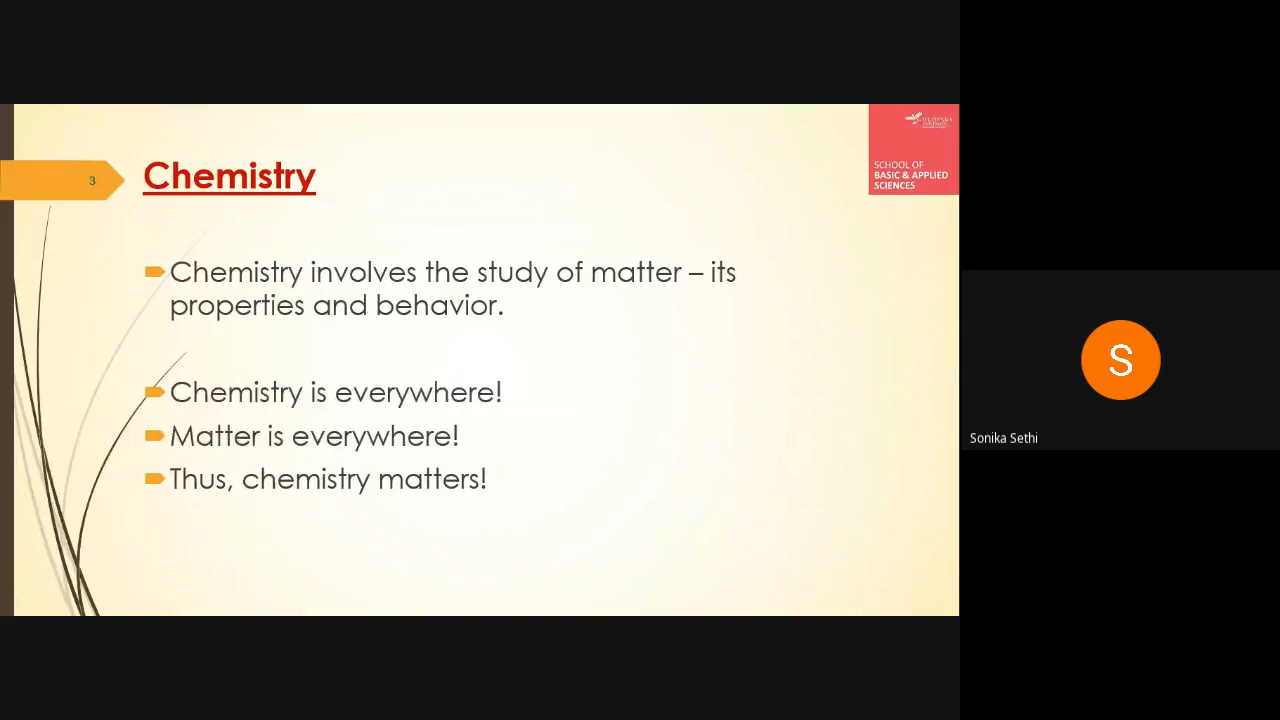 3
Chemistry
SCHOOL OF
BASIC & APPLIED
SCIENCES
Chemistry involves the study of matter – its
properties and behavior.
Chemistry is everywhere!
Matter is everywhere!
Thus, chemistry matters!
S
Sonika Sethi